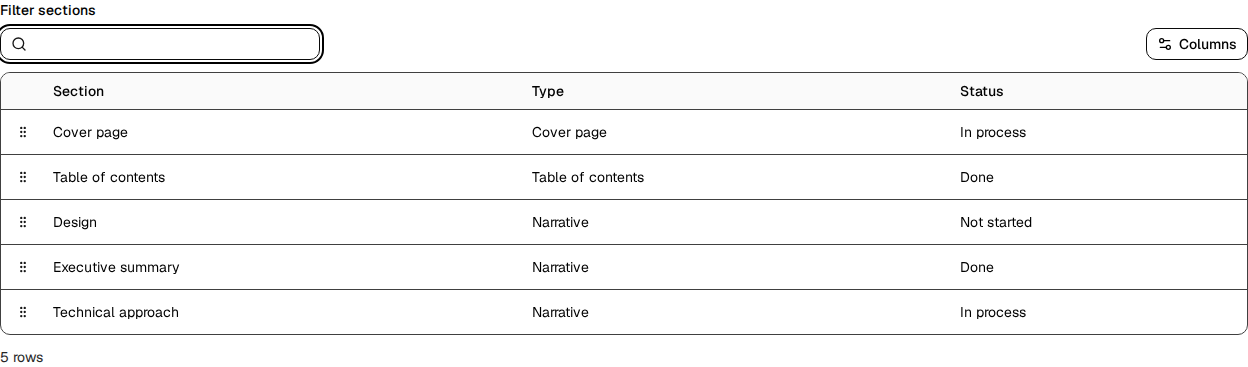 Filter sections
Columns
Section Type Status
Cover page Cover page In process
Table of contents Table of contents Done
Design Narrative Not started
Executive summary Narrative Done
Technical approach Narrative In process
5 rows